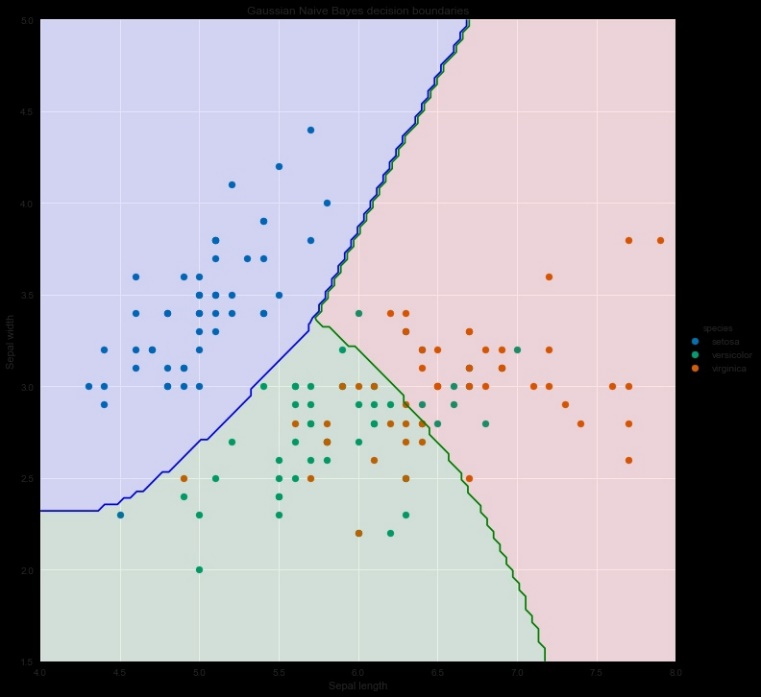 Gaussian Naive Bayes decision boundaries
5.0
4.5
4.0
3.5
3.0
2.5
2.0
1.5
Sepal width
4.0 4.5 5.0 5.5 6.0 6.5 7.0 7.5 8.0
Sepal length
species
setosa
versicolor
virginica